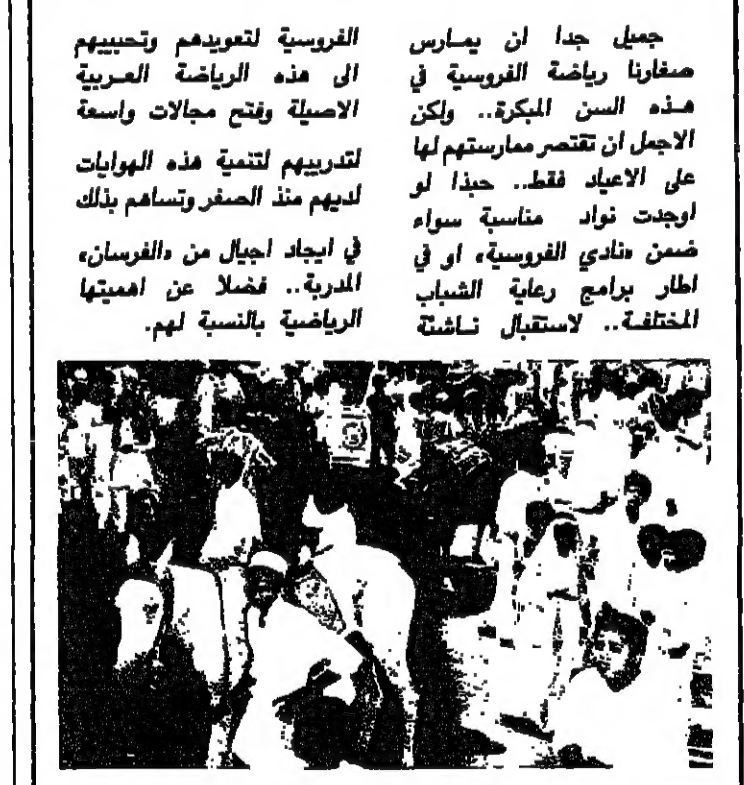 جميل جدا ان يمارس
صغارنا رياضة الفروسية في
هذه السن المبكرة.. ولكن
الاجمل ان تقتصر ممارستهم لها
على الاعياد فقط.. حبذا لو
اوجدت نواد مناسبة سواء
ضمن «نادي الفروسية» او في
اطار برامج رعاية الشباب
المختلفة.. لاستقبال ناشئة
الفروسية لتعويدهم وتحبيبهم
الى هذه الرياضة العربية
الاصيلة وفتح مجالات واسعة
لتدريبهم لتنمية هذه الهوايات
لديهم منذ الصغر وتساهم بذلك
في ايجاد اجيال من «الفرسان»
المدربة.. فضلا عن اهميتها
الرياضية بالنسبة لهم.